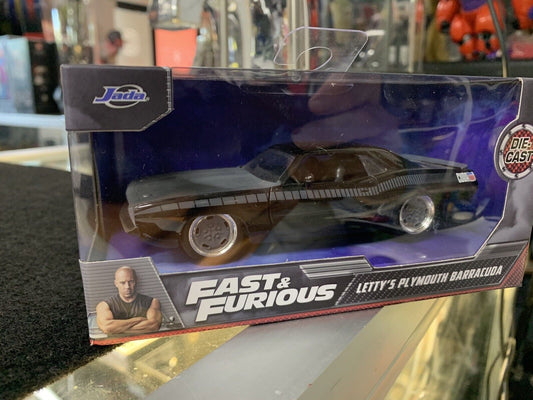 Jada
DIE-
CAST
FAST &
FURIOUS
LETTY'S PLYMOUTH BARRACUDA